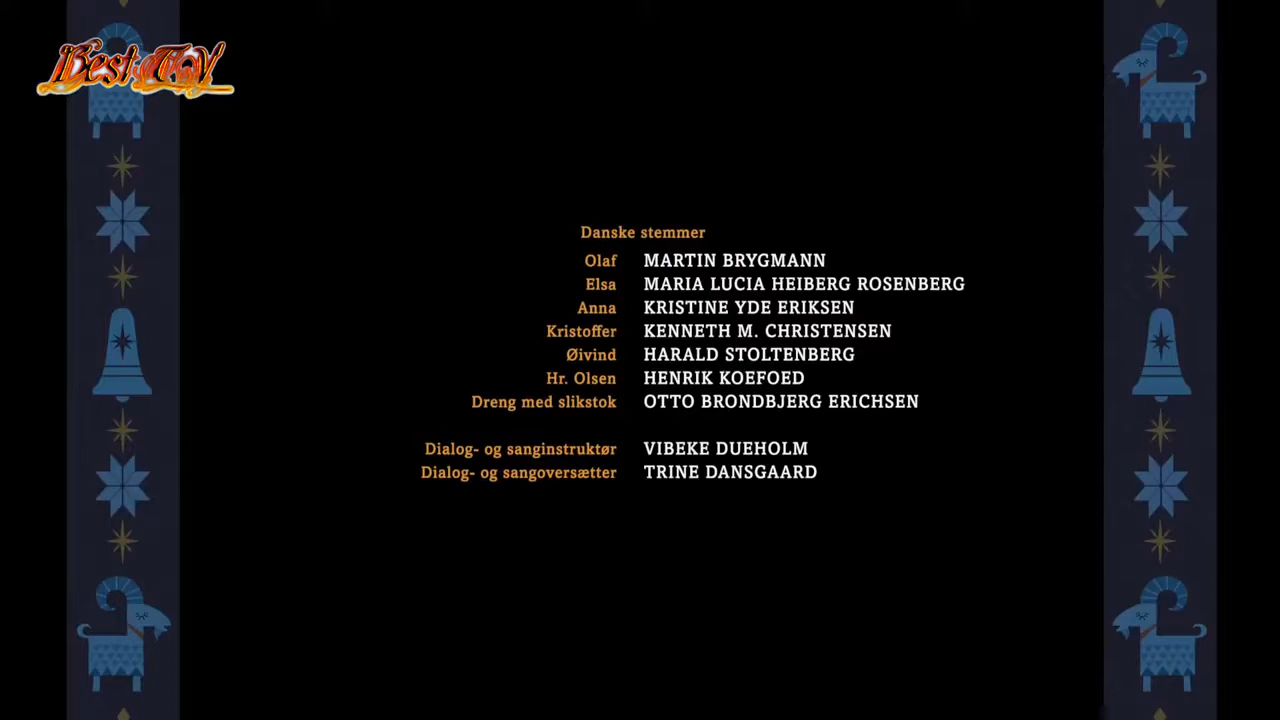 Best Toy
Danske stemmer
Olaf MARTIN BRYGMANN
Elsa MARIA LUCIA HEIBERG ROSENBERG
Anna KRISTINE YDE ERIKSEN
Kristoffer KENNETH M. CHRISTENSEN
Øivind HARALD STOLTENBERG
Hr. Olsen HENRIK KOEFOED
Dreng med slikstok OTTO BRONDBJERG ERICHSEN
Dialog- og sanginstruktør VIBEKE DUEHOLM
Dialog- og sangoversætter TRINE DANSGAARD